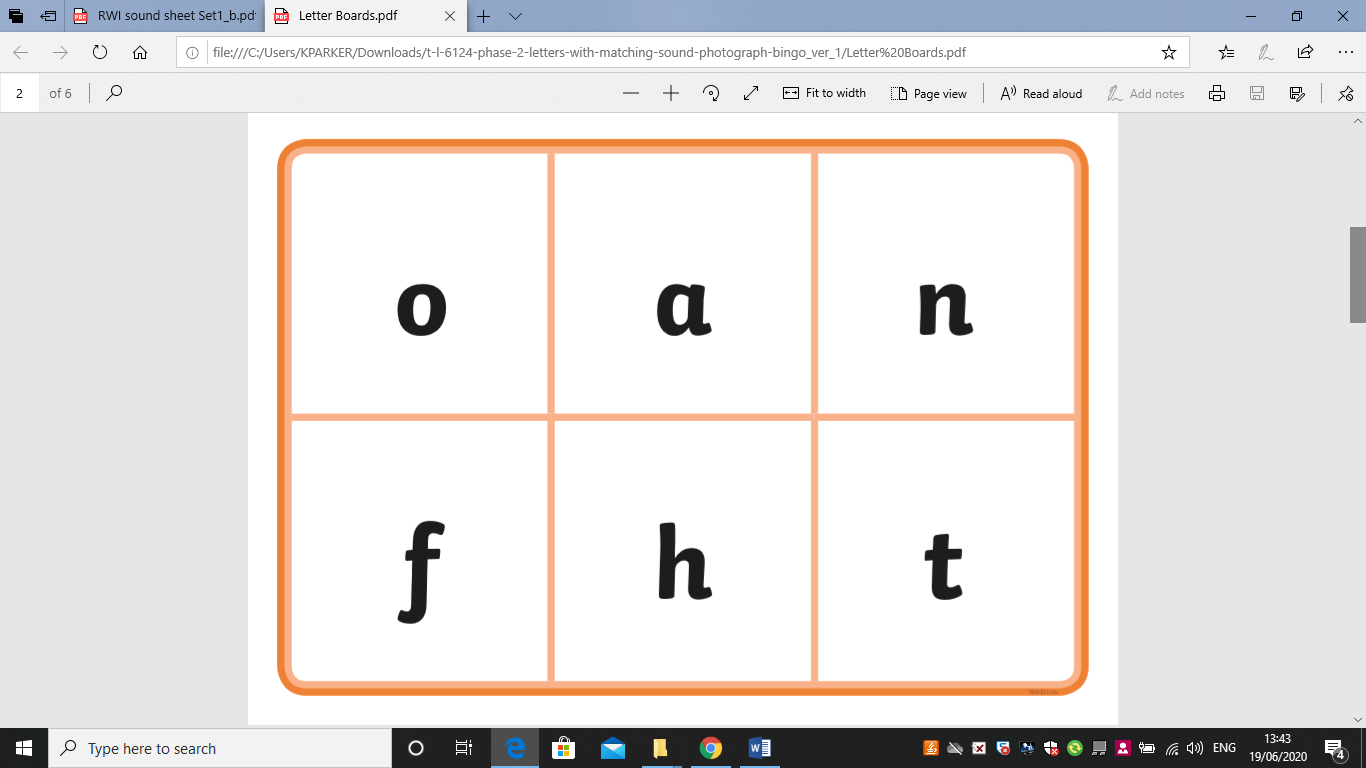 RWI sound sheet Set1_b.pdf
Letter Boards.pdf
file:///C:/Users/KPARKER/Downloads/t-l-6124-phase-2-letters-with-matching-sound-photograph-bingo_ver_1/Letter%20Boards.pdf
2 of 6
Fit to width
Page view
Read aloud
Add notes
o a n
f h t
Type here to search
ENG
13:43
19/06/2020
4